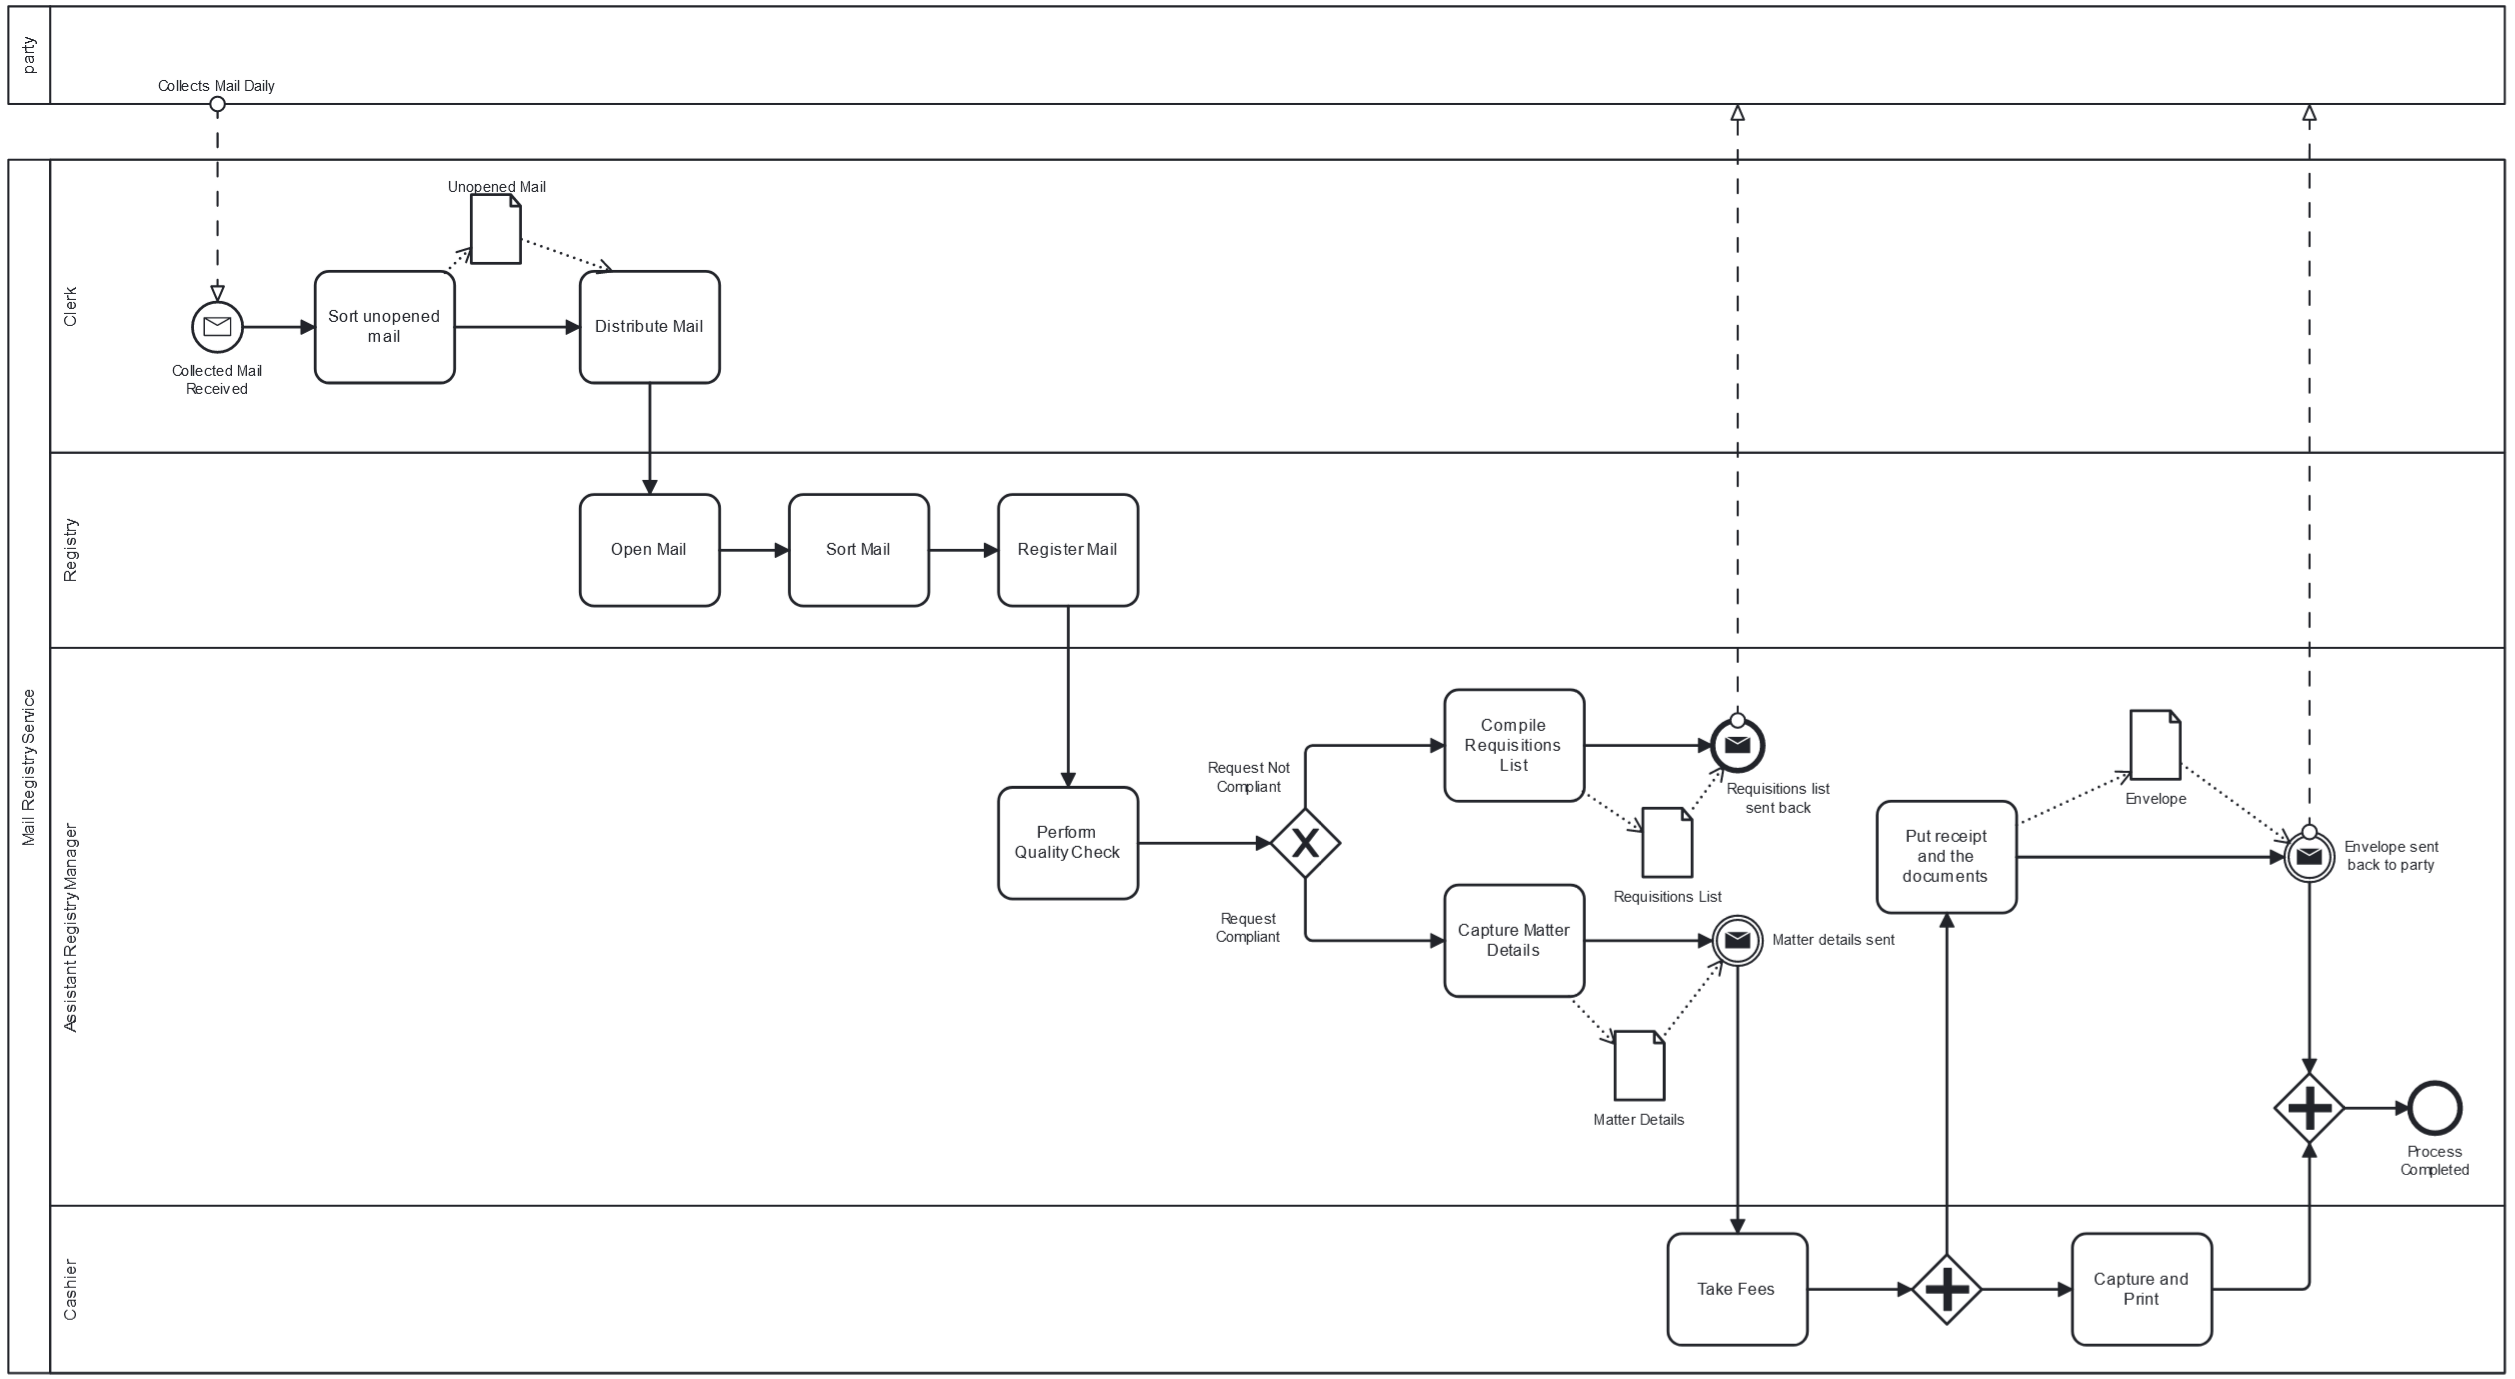 party
Collects Mail Daily
Mail Registry Service
Clerk
Unopened Mail
Sort unopened
mail
Distribute Mail
Collected Mail
Received
Registry
Open Mail
Sort Mail
Register Mail
Assistant Registry Manager
Perform
Quality Check
Request Not
Compliant
Request
Compliant
Compile
Requisitions
List
Requisitions list
sent back
Requisitions List
Capture Matter
Details
Matter details sent
Matter Details
Put receipt
and the
documents
Envelope
Envelope sent
back to party
Process
Completed
Cashier
Take Fees
Capture and
Print